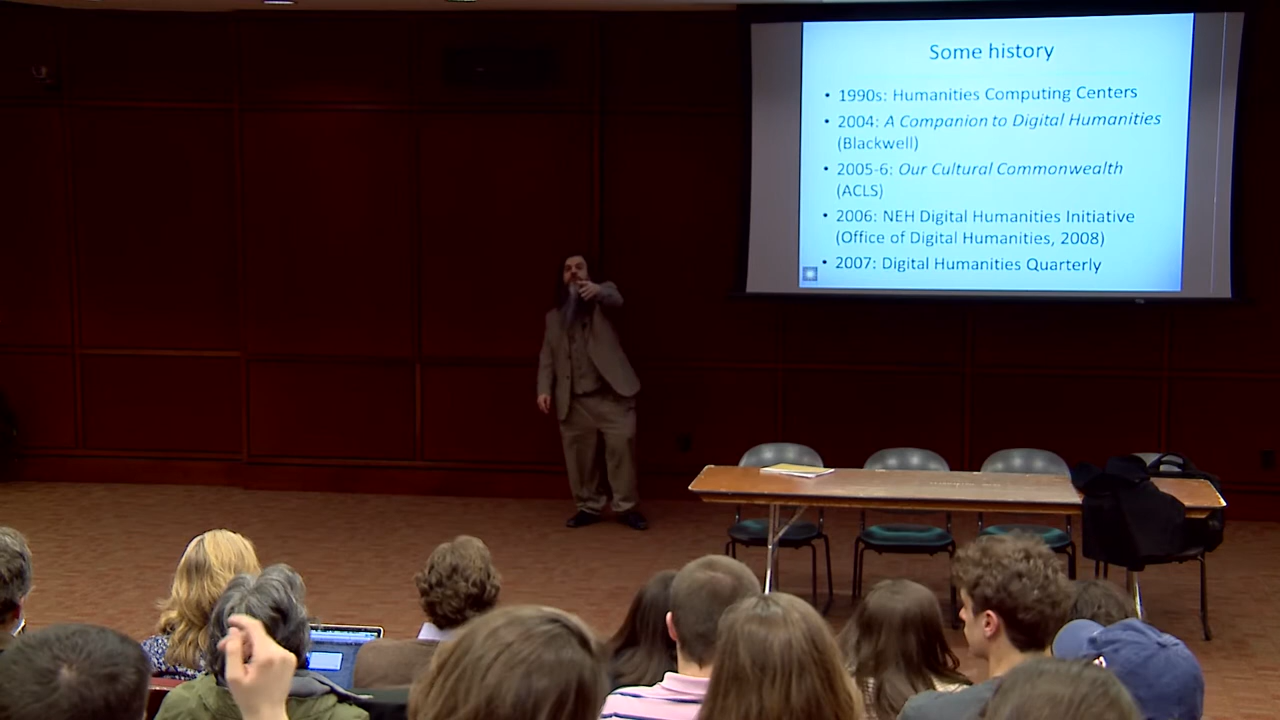 Some history
• 1990s: Humanities Computing Centers
• 2004: A Companion to Digital Humanities
(Blackwell)
• 2005-6: Our Cultural Commonwealth
(ACLS)
• 2006: NEH Digital Humanities Initiative
(Office of Digital Humanities, 2008)
• 2007: Digital Humanities Quarterly